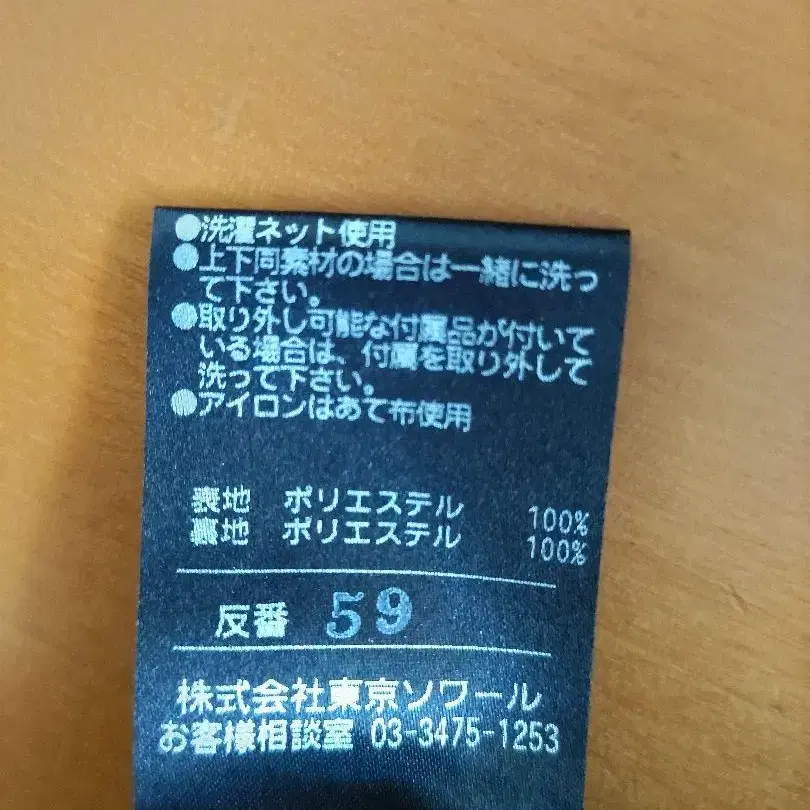 ●洗濯ネット使用
●上下同素材の場合は一緒に洗っ
て下さい。
●取り外し可能な付属品が付いて
いる場合は、付属を取り外して
洗って下さい。
●アイロンはあて布使用
表地 ポリエステル 100%
裏地 ポリエステル 100%
反番 59
株式会社東京ソワール
お客様相談室 03-3475-1253